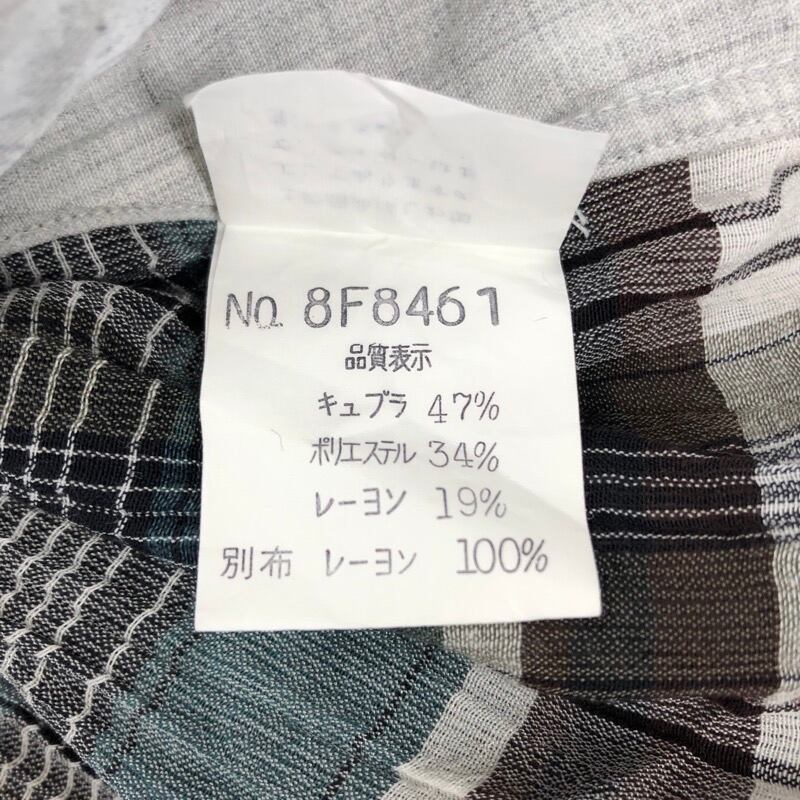 No. 8F8461
品質表示
キュプラ 47%
ポリエステル 34%
レーヨン 19%
別布 レーヨン 100%